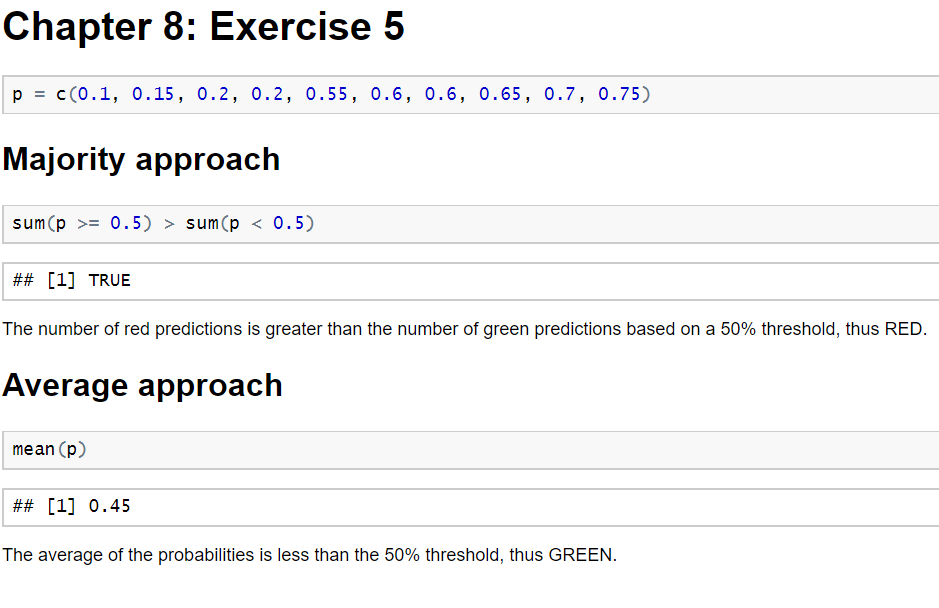 Chapter 8: Exercise 5
p = c(0.1, 0.15, 0.2, 0.2, 0.55, 0.6, 0.6, 0.65, 0.7, 0.75)
Majority approach
sum(p >= 0.5) > sum(p < 0.5)
## [1] TRUE
The number of red predictions is greater than the number of green predictions based on a 50% threshold, thus RED.
Average approach
mean(p)
## [1] 0.45
The average of the probabilities is less than the 50% threshold, thus GREEN.